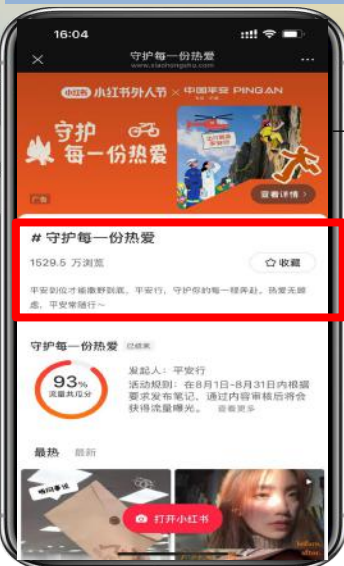 16:04
守护每一份热爱
www.xiaohongshu.com
小红书 小红书外人节 × 中国平安 PINGAN
守护
每一份热爱
广告
查看详情 >
# 守护每一份热爱
1529.5 万浏览
☆收藏
平安到位才能撒野到底，平安行，守护你的每一程奔赴。热爱无顾
虑，平安常随行~
守护每一份热爱 已结束
93%
流量共瓜分
发起人：平安行
活动规则：在8月1日-8月31日内根据
要求发布笔记，通过内容审核后将会
获得流量曝光。 查看更多
最热 最新
打开小红书
before.
after.